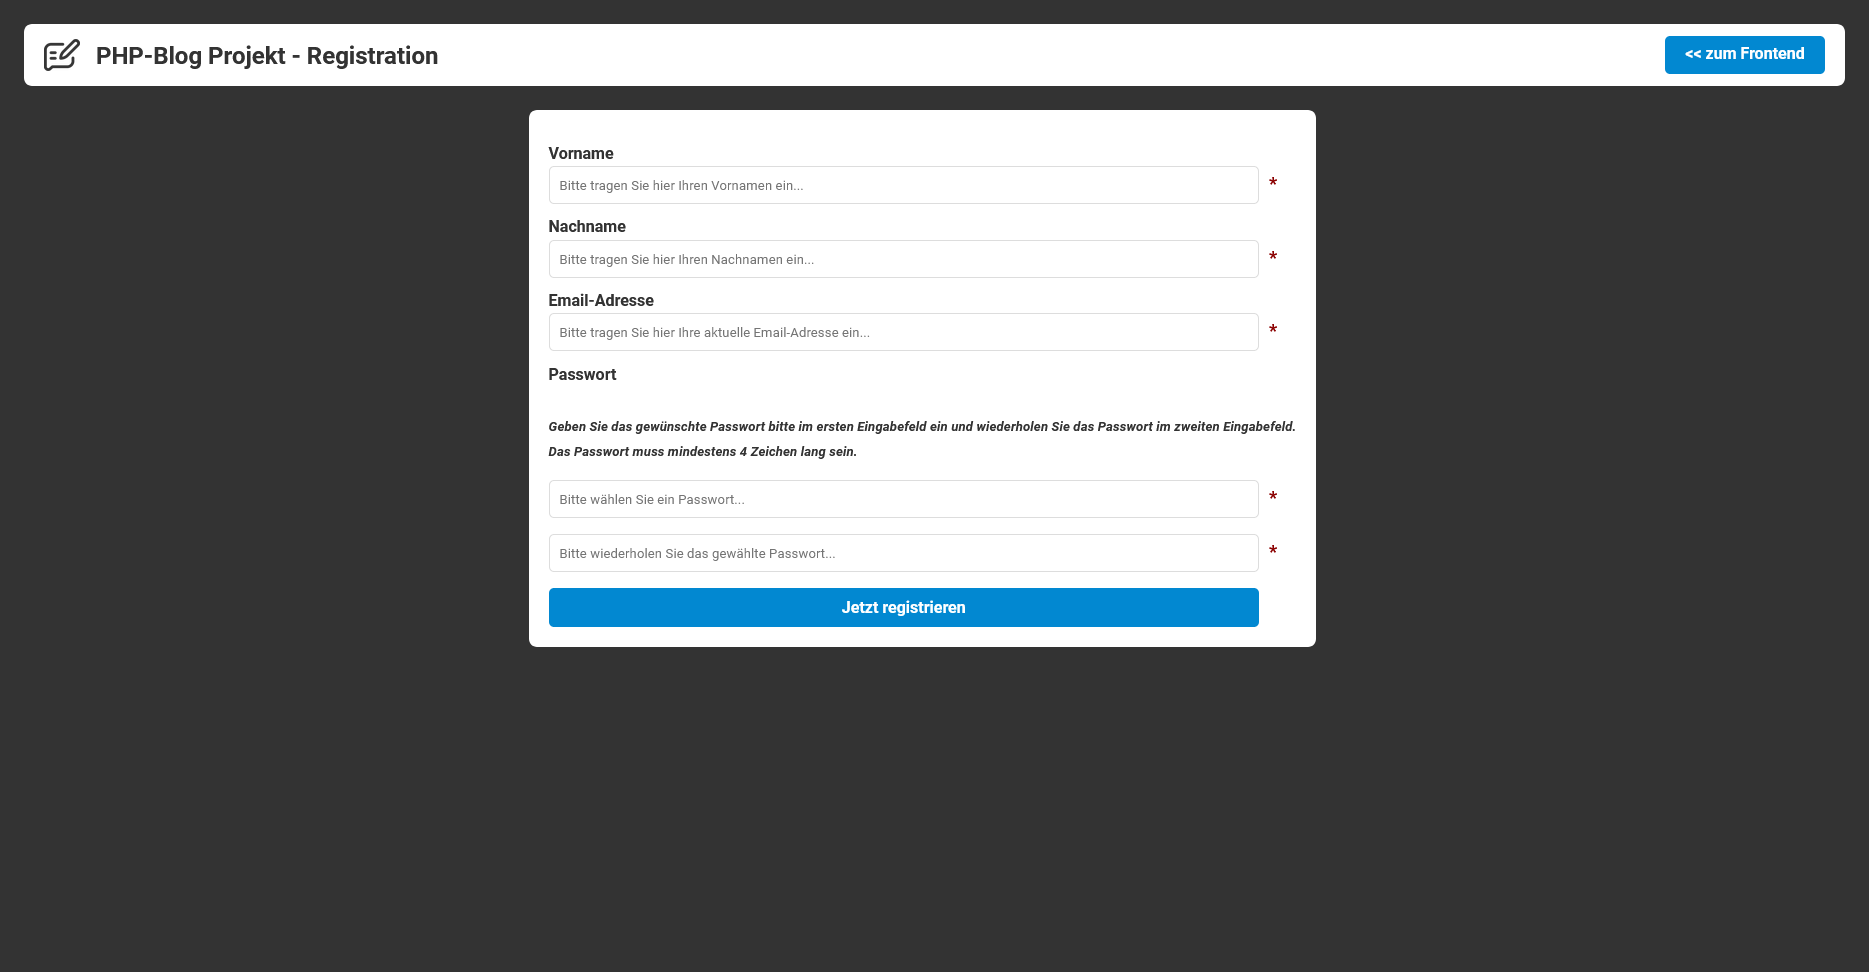 PHP-Blog Projekt - Registration
<< zum Frontend
Vorname
Bitte tragen Sie hier Ihren Vornamen ein...
*
Nachname
Bitte tragen Sie hier Ihren Nachnamen ein...
*
Email-Adresse
Bitte tragen Sie hier Ihre aktuelle Email-Adresse ein...
*
Passwort
Geben Sie das gewünschte Passwort bitte im ersten Eingabefeld ein und wiederholen Sie das Passwort im zweiten Eingabefeld.
Das Passwort muss mindestens 4 Zeichen lang sein.
Bitte wählen Sie ein Passwort...
*
Bitte wiederholen Sie das gewählte Passwort...
*
Jetzt registrieren